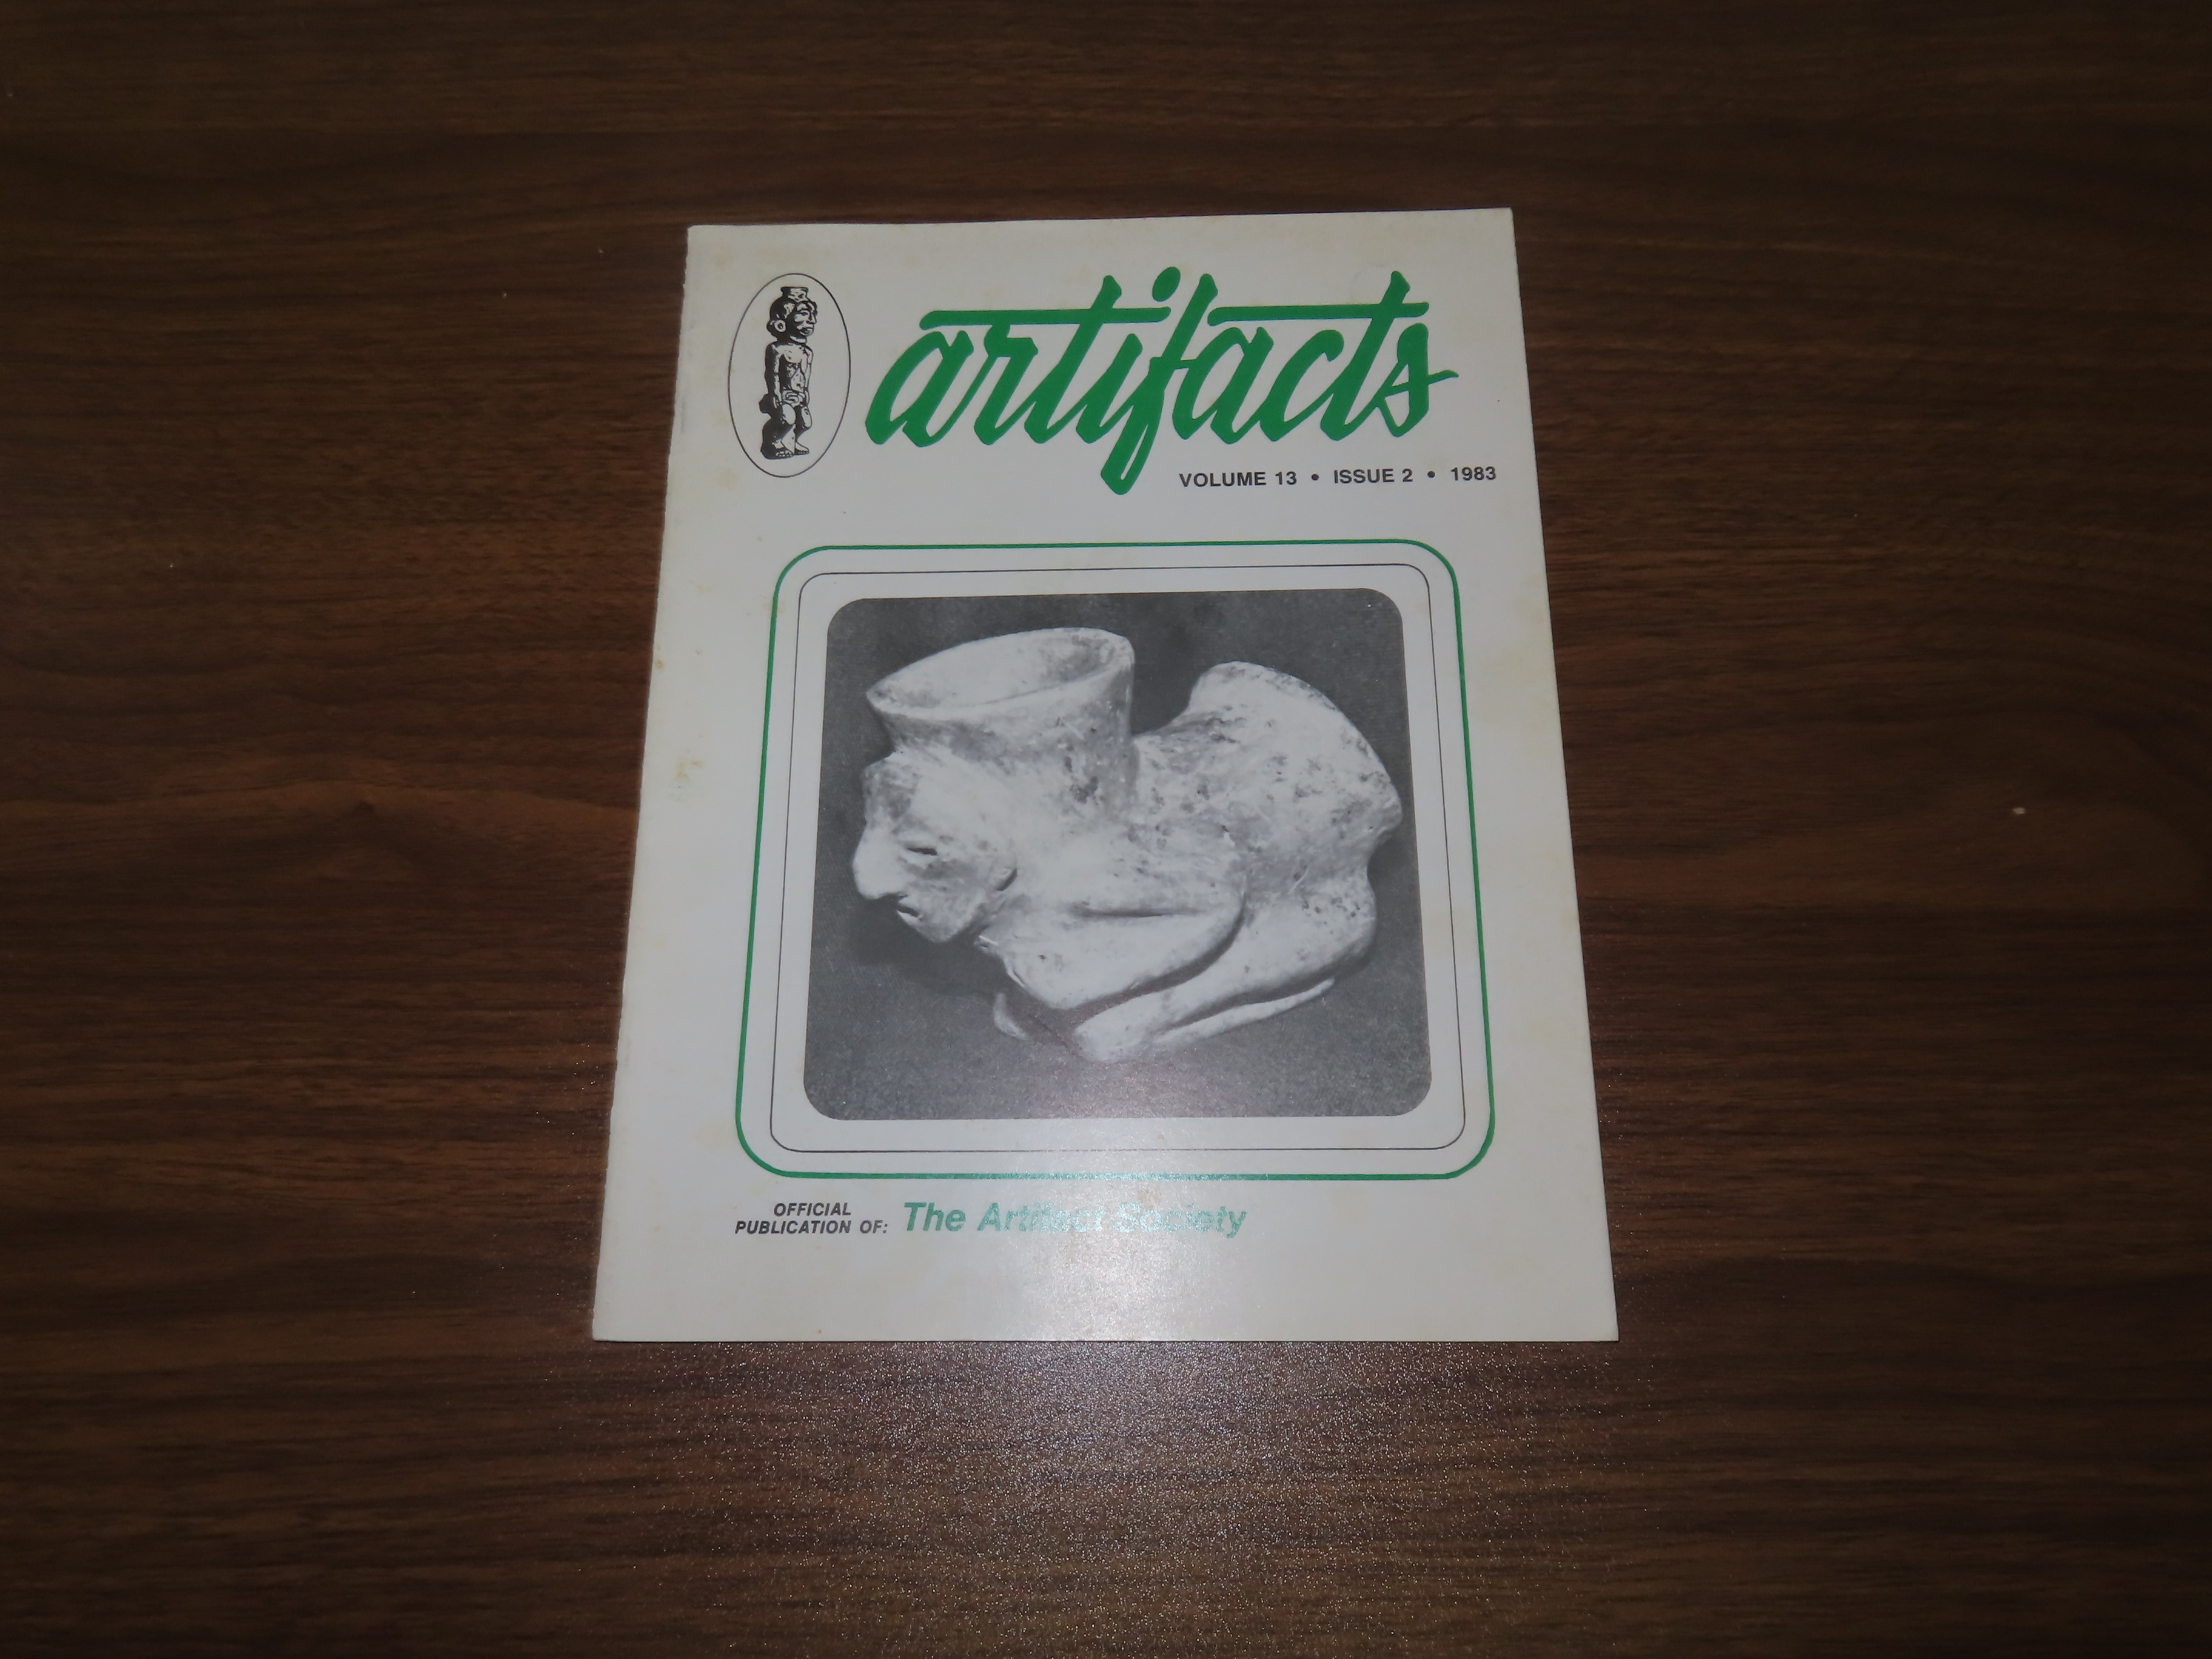 artifacts
VOLUME 13 • ISSUE 2 • 1983
OFFICIAL
PUBLICATION OF: The Artifact Society